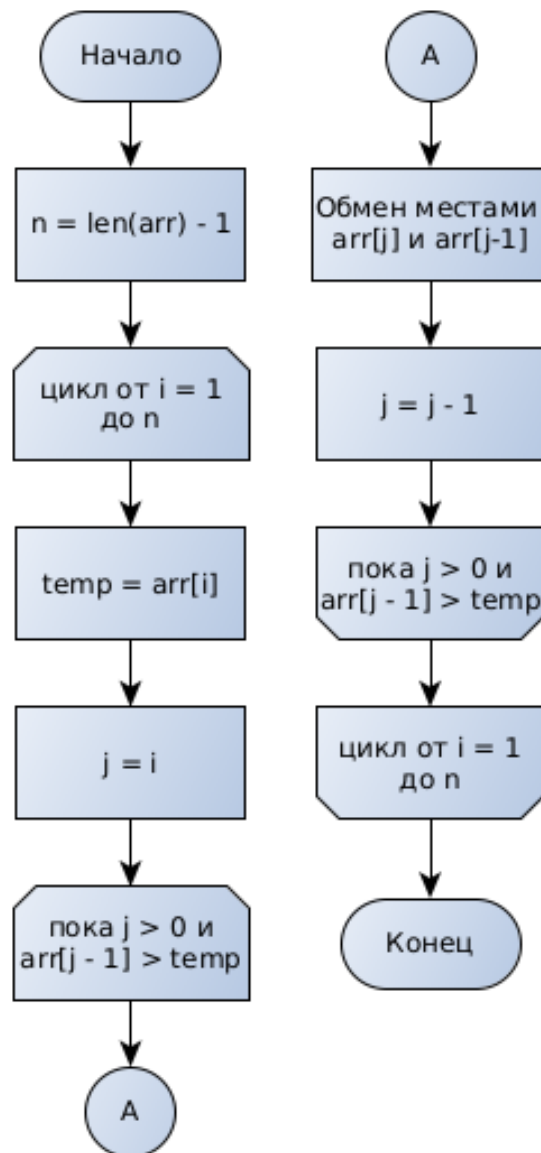 Начало
n = len(arr) - 1
цикл от i = 1
до n
temp = arr[i]
j = i
пока j > 0 и
arr[j - 1] > temp
A
A
Обмен местами
arr[j] и arr[j-1]
j = j - 1
пока j > 0 и
arr[j - 1] > temp
цикл от i = 1
до n
Конец